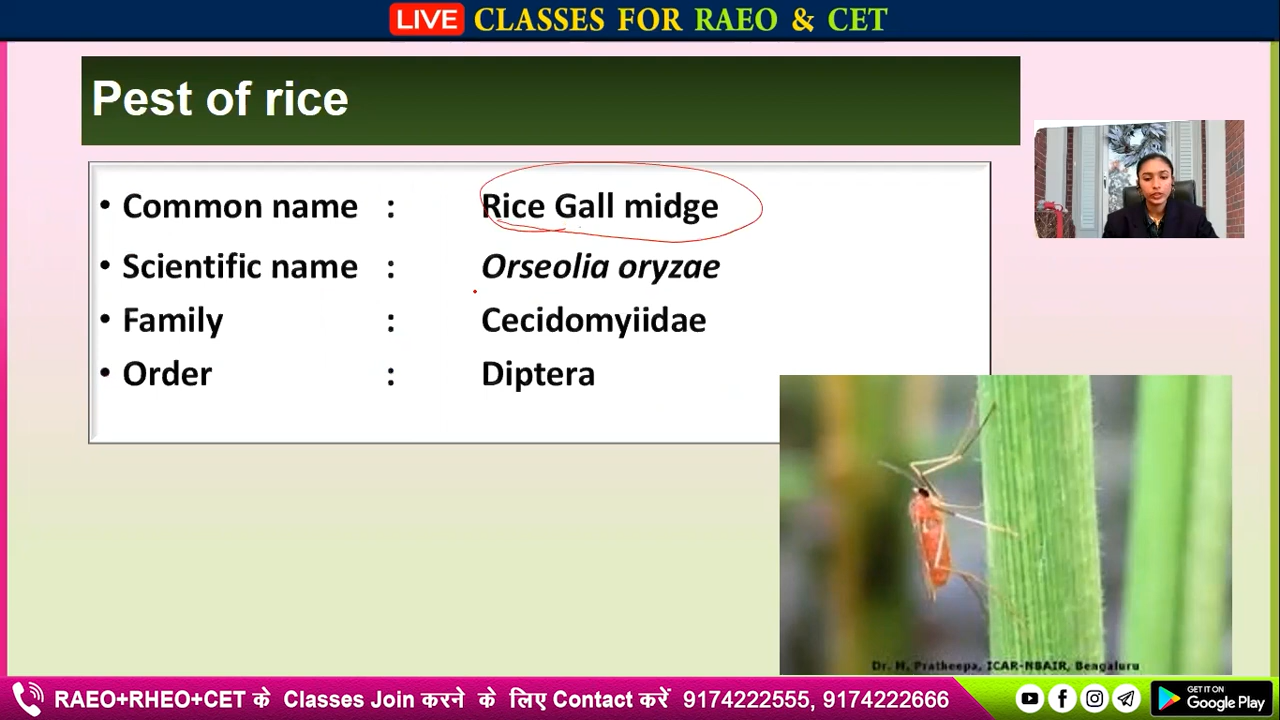 LIVE CLASSES FOR RAEO & CET
Pest of rice
• Common name : Rice Gall midge
• Scientific name : Orseolia oryzae
• Family : Cecidomyiidae
• Order : Diptera
Dr. M. Pratheepa, ICAR-NBAIR, Bengaluru
RAEO+RHEO+CET के Classes Join करने के लिए Contact करें 9174222555, 9174222666
GET IT ON
Google Play